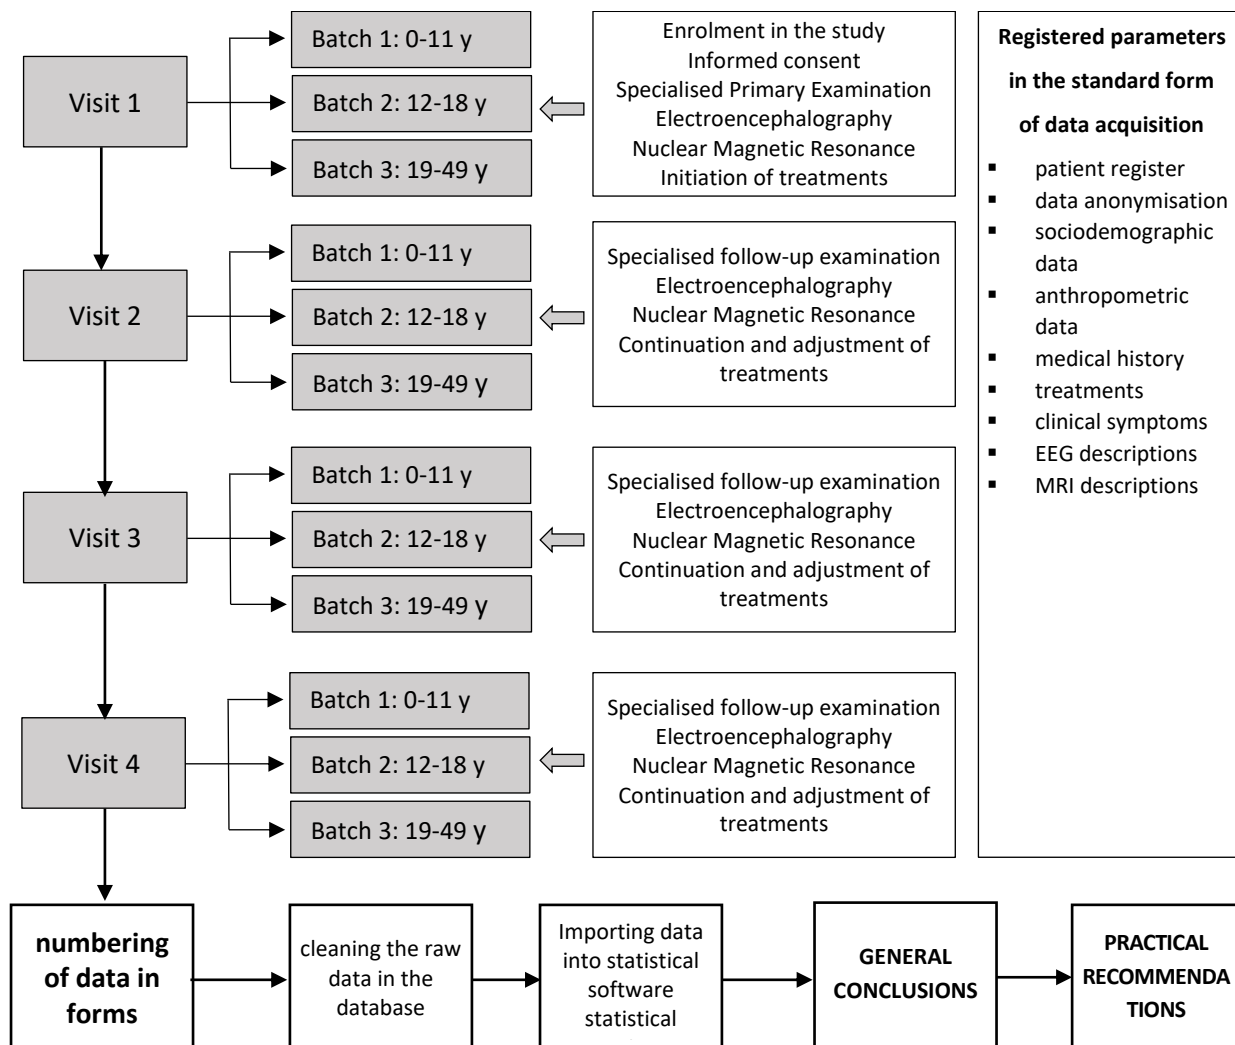 Visit 1
Batch 1: 0-11 y
Batch 2: 12-18 y
Batch 3: 19-49 y
Enrolment in the study
Informed consent
Specialised Primary Examination
Electroencephalography
Nuclear Magnetic Resonance
Initiation of treatments
Visit 2
Batch 1: 0-11 y
Batch 2: 12-18 y
Batch 3: 19-49 y
Specialised follow-up examination
Electroencephalography
Nuclear Magnetic Resonance
Continuation and adjustment of
treatments
Visit 3
Batch 1: 0-11 y
Batch 2: 12-18 y
Batch 3: 19-49 y
Specialised follow-up examination
Electroencephalography
Nuclear Magnetic Resonance
Continuation and adjustment of
treatments
Visit 4
Batch 1: 0-11 y
Batch 2: 12-18 y
Batch 3: 19-49 y
Specialised follow-up examination
Electroencephalography
Nuclear Magnetic Resonance
Continuation and adjustment of
treatments
Registered parameters
in the standard form
of data acquisition
▪ patient register
▪ data anonymisation
▪ sociodemographic
data
▪ anthropometric
data
▪ medical history
▪ treatments
▪ clinical symptoms
▪ EEG descriptions
▪ MRI descriptions
numbering
of data in
forms
cleaning the raw
data in the
database
Importing data
into statistical
software
statistical
GENERAL
CONCLUSIONS
PRACTICAL
RECOMMENDA
TIONS